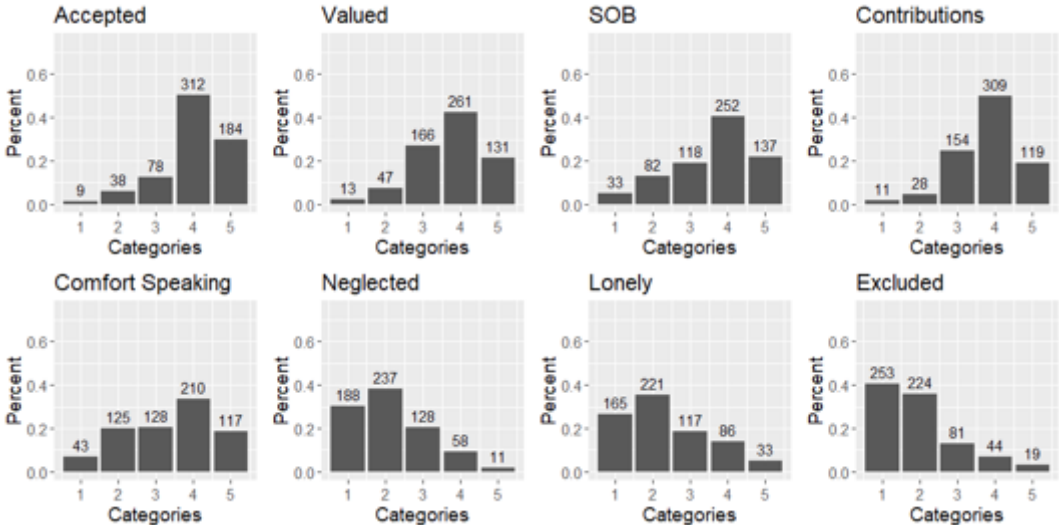 Accepted Valued SOB Contributions
Percent Percent Percent Percent
0.6 0.6 0.6 0.6
0.4 0.4 0.4 0.4
0.2 0.2 0.2 0.2
0.0 0.0 0.0 0.0
9 38 78 312 184 13 47 166 261 131 33 82 118 252 137 11 28 154 309 119
1 2 3 4 5 1 2 3 4 5 1 2 3 4 5 1 2 3 4 5
Categories Categories Categories Categories
Comfort Speaking Neglected Lonely Excluded
Percent Percent Percent Percent
0.6 0.6 0.6 0.6
0.4 0.4 0.4 0.4
0.2 0.2 0.2 0.2
0.0 0.0 0.0 0.0
43 125 128 210 117 188 237 128 58 11 165 221 117 86 33 253 224 81 44 19
1 2 3 4 5 1 2 3 4 5 1 2 3 4 5 1 2 3 4 5
Categories Categories Categories Categories